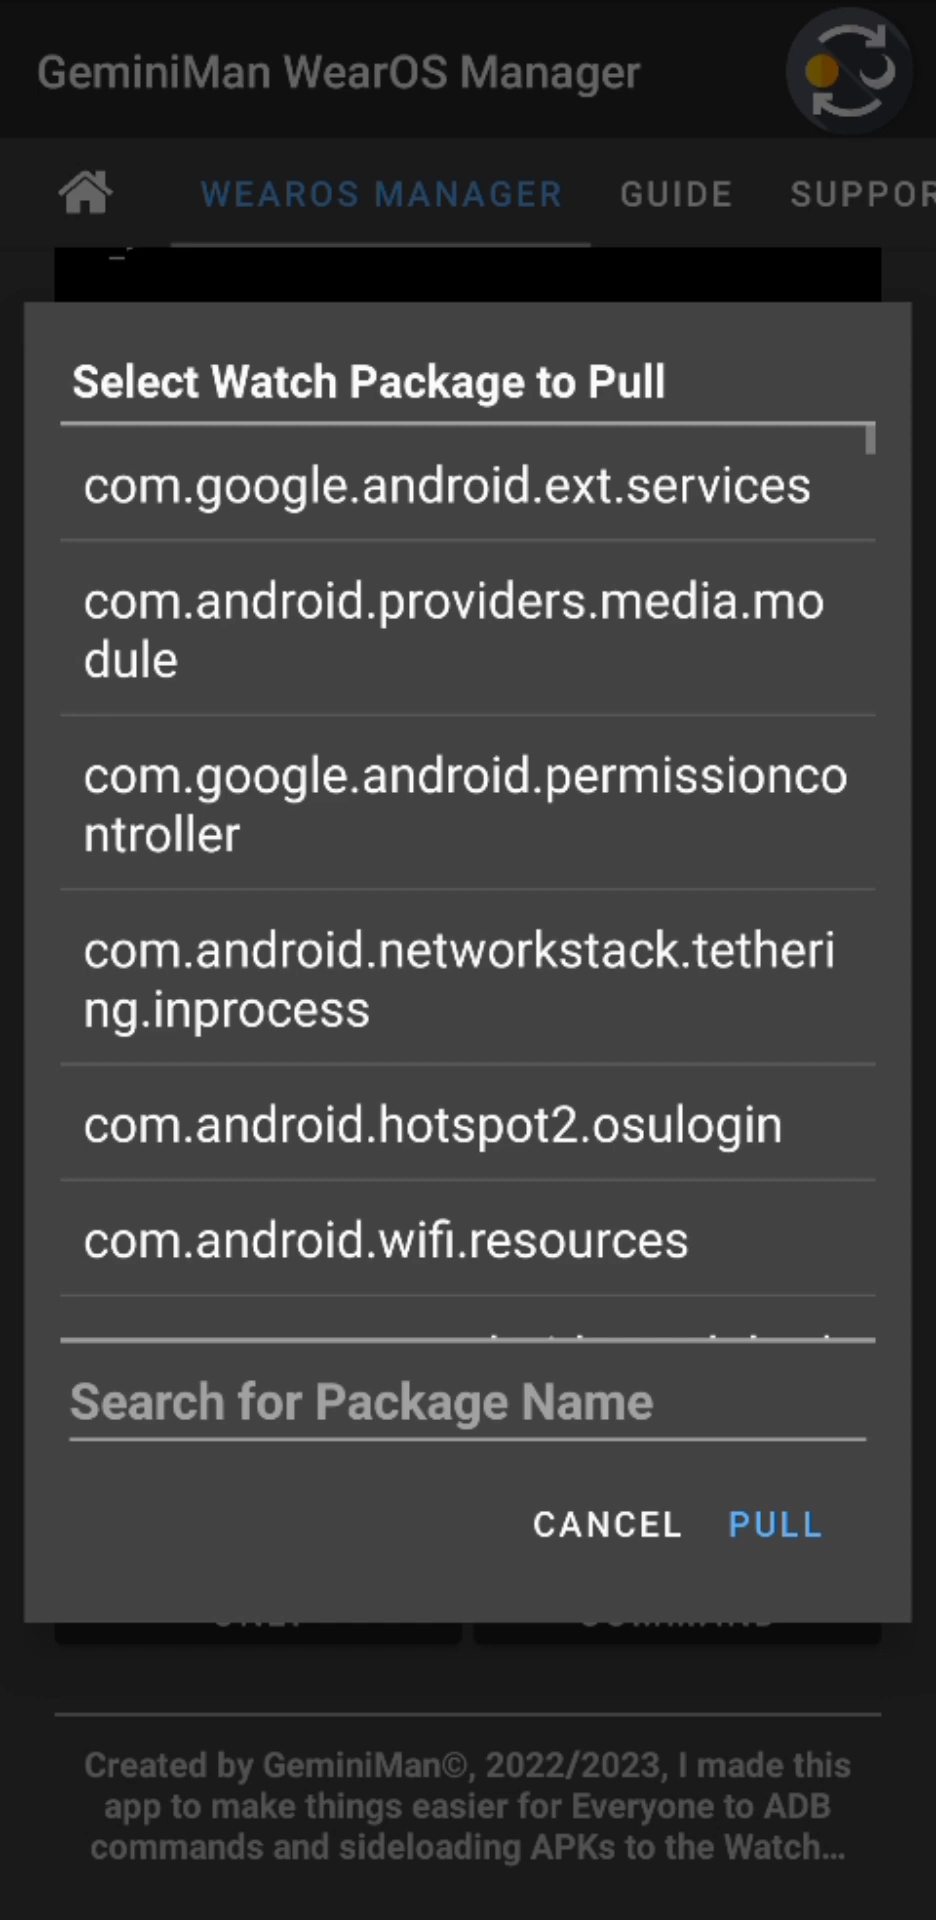 GeminiMan WearOS Manager
WEAROS MANAGER GUIDE SUPPOR
Select Watch Package to Pull
com.google.android.ext.services
com.android.providers.media.mo
dule
com.google.android.permissionco
ntroller
com.android.networkstack.tetheri
ng.inprocess
com.android.hotspot2.osulogin
com.android.wifi.resources
Search for Package Name
CANCEL PULL
Created by GeminiMan©, 2022/2023, I made this
app to make things easier for Everyone to ADB
commands and sideloading APKs to the Watch...